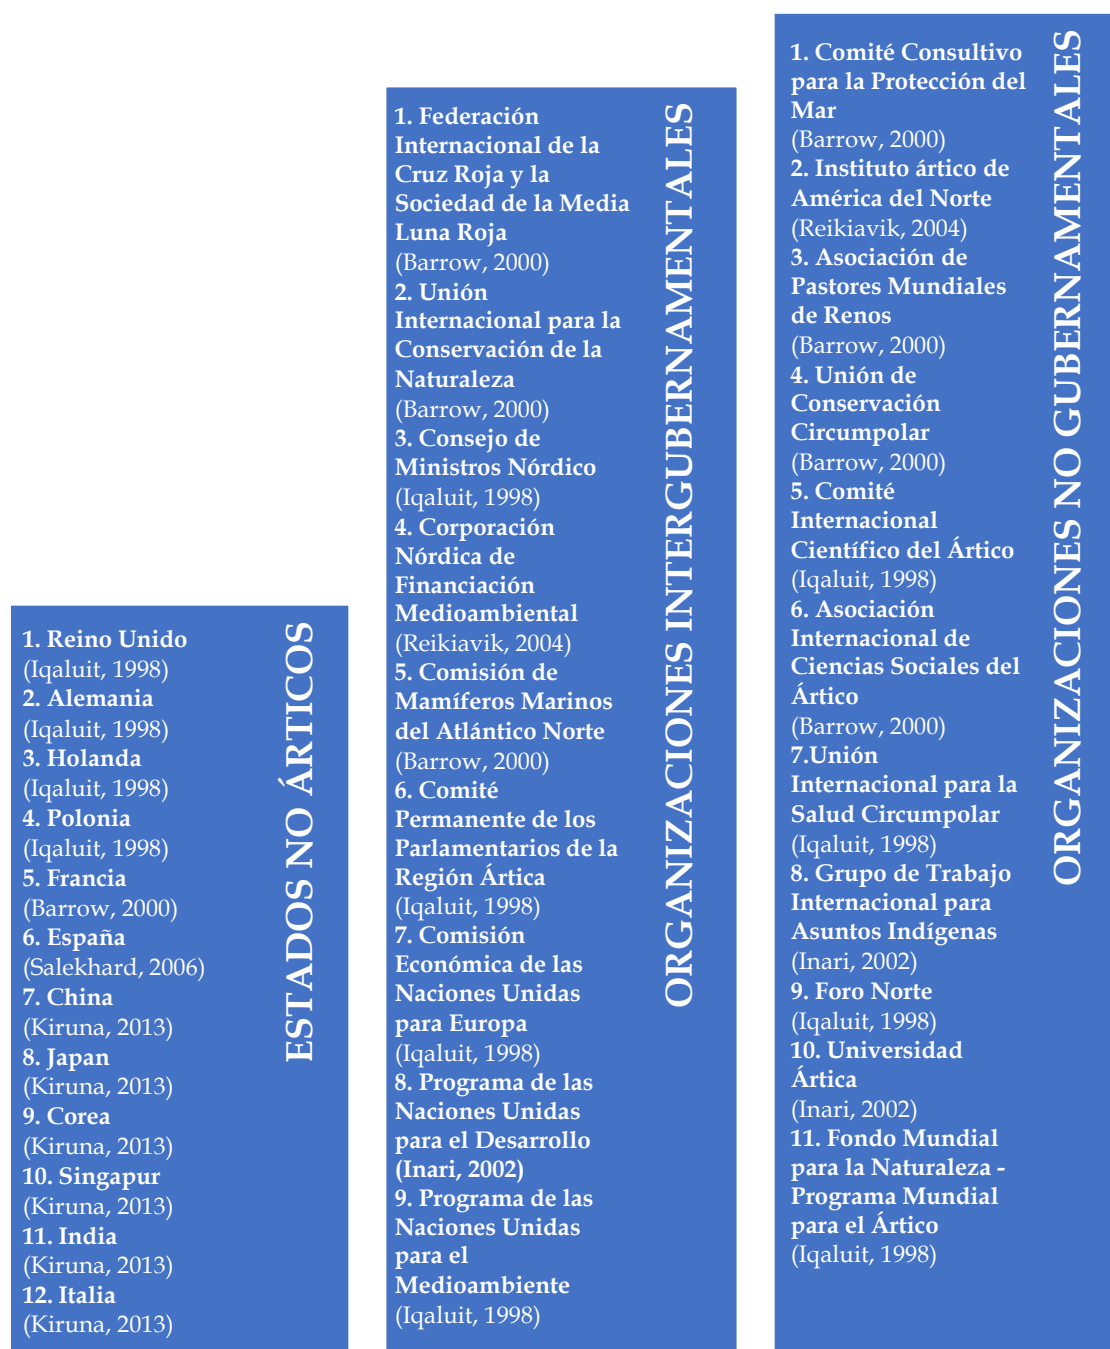 1. Reino Unido
(Iqaluit, 1998)
2. Alemania
(Iqaluit, 1998)
3. Holanda
(Iqaluit, 1998)
4. Polonia
(Iqaluit, 1998)
5. Francia
(Barrow, 2000)
6. España
(Salekhard, 2006)
7. China
(Kiruna, 2013)
8. Japan
(Kiruna, 2013)
9. Corea
(Kiruna, 2013)
10. Singapur
(Kiruna, 2013)
11. India
(Kiruna, 2013)
12. Italia
(Kiruna, 2013)
ESTADOS NO ÁRTICOS
1. Federación
Internacional de la
Cruz Roja y la
Sociedad de la Media
Luna Roja
(Barrow, 2000)
2. Unión
Internacional para la
Conservación de la
Naturaleza
(Barrow, 2000)
3. Consejo de
Ministros Nórdico
(Iqaluit, 1998)
4. Corporación
Nórdica de
Financiación
Medioambiental
(Reikiavik, 2004)
5. Comisión de
Mamíferos Marinos
del Atlántico Norte
(Barrow, 2000)
6. Comité
Permanente de los
Parlamentarios de la
Región Ártica
(Iqaluit, 1998)
7. Comisión
Económica de las
Naciones Unidas
para Europa
(Iqaluit, 1998)
8. Programa de las
Naciones Unidas
para el Desarrollo
(Inari, 2002)
9. Programa de las
Naciones Unidas
para el
Medioambiente
(Iqaluit, 1998)
ORGANIZACIONES INTERGUBERNAMENTALES
1. Comité Consultivo
para la Protección del
Mar
(Barrow, 2000)
2. Instituto ártico de
América del Norte
(Reikiavik, 2004)
3. Asociación de
Pastores Mundiales
de Renos
(Barrow, 2000)
4. Unión de
Conservación
Circumpolar
(Barrow, 2000)
5. Comité
Internacional
Científico del Ártico
(Iqaluit, 1998)
6. Asociación
Internacional de
Ciencias Sociales del
Ártico
(Barrow, 2000)
7.Unión
Internacional para la
Salud Circumpolar
(Iqaluit, 1998)
8. Grupo de Trabajo
Internacional para
Asuntos Indígenas
(Inari, 2002)
9. Foro Norte
(Iqaluit, 1998)
10. Universidad
Ártica
(Inari, 2002)
11. Fondo Mundial
para la Naturaleza -
Programa Mundial
para el Ártico
(Iqaluit, 1998)
ORGANIZACIONES NO GUBERNAMENTALES